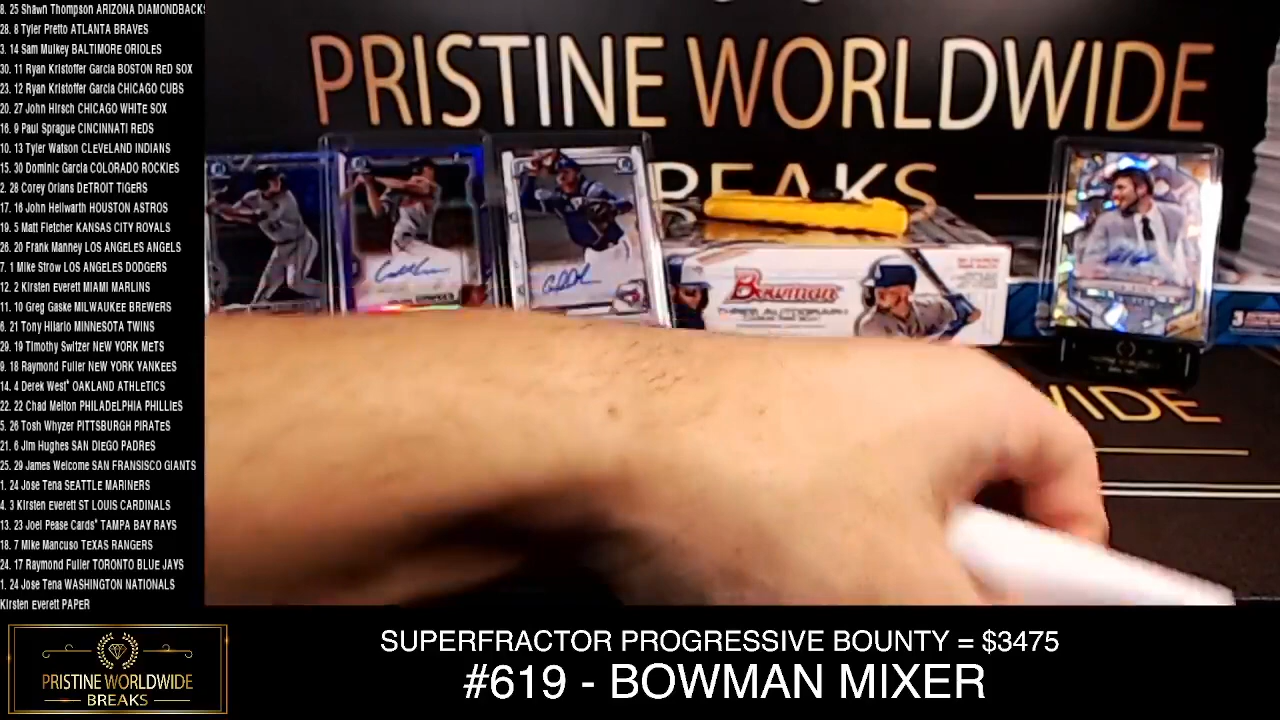 8. 25 Shawn Thompson ARIZONA DIAMONDBACKS
28. 8 Tyler Pretto ATLANTA BRAVES
3. 14 Sam Mulkey BALTIMORE ORIOLES
30. 11 Ryan Kristoffer Garcia BOSTON RED SOX
23. 12 Ryan Kristoffer Garcia CHICAGO CUBS
20. 27 John Hirsch CHICAGO WHITE SOX
16. 9 Paul Sprague CINCINNATI REDS
10. 13 Tyler Watson CLEVELAND INDIANS
15. 30 Dominic Garcia COLORADO ROCKIES
2. 28 Corey Orians DETROIT TIGERS
17. 16 John Hellwarth HOUSTON ASTROS
19. 5 Matt Fletcher KANSAS CITY ROYALS
26. 20 Frank Manney LOS ANGELES ANGELS
7. 1 Mike Strow LOS ANGELES DODGERS
12. 2 Kirsten Everett MIAMI MARLINS
11. 10 Greg Gaske MILWAUKEE BREWERS
6. 21 Tony Hilario MINNESOTA TWINS
29. 19 Timothy Switzer NEW YORK METS
9. 18 Raymond Fuller NEW YORK YANKEES
14. 4 Derek West* OAKLAND ATHLETICS
22. 22 Chad Melton PHILADELPHIA PHILLIES
5. 26 Tosh Whyzer PITTSBURGH PIRATES
21. 6 Jim Hughes SAN DIEGO PADRES
25. 29 James Welcome SAN FRANSISCO GIANTS
1. 24 Jose Tena SEATTLE MARINERS
4. 3 Kirsten Everett ST LOUIS CARDINALS
13. 23 Joel Pease Cards* TAMPA BAY RAYS
18. 7 Mike Mancuso TEXAS RANGERS
24. 17 Raymond Fuller TORONTO BLUE JAYS
1. 24 Jose Tena WASHINGTON NATIONALS
Kirsten Everett PAPER
PRISTINE WORLDWIDE
BREAKS
Bowman
WIDE
PRISTINE WORLDWIDE
BREAKS
SUPERFRACTOR PROGRESSIVE BOUNTY = $3475
#619 - BOWMAN MIXER